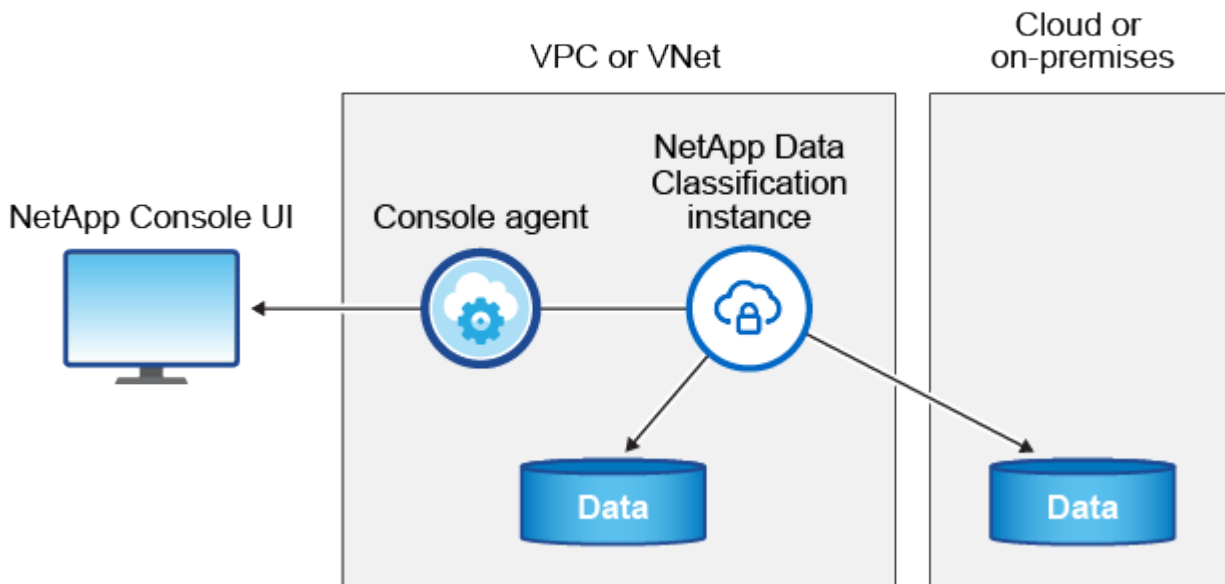 VPC or VNet
Cloud or
on-premises
NetApp Console UI
Console agent
NetApp Data
Classification
instance
Data
Data